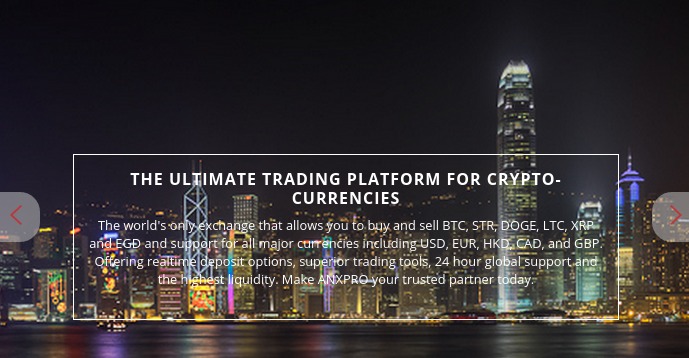 THE ULTIMATE TRADING PLATFORM FOR CRYPTO-
CURRENCIES
The world's only exchange that allows you to buy and sell BTC, STR, DOGE, LTC, XRP
and EGD and support for all major currencies including USD, EUR, HKD, CAD, and GBP.
Offering realtime deposit options, superior trading tools, 24 hour global support and
the highest liquidity. Make ANXPRO your trusted partner today.